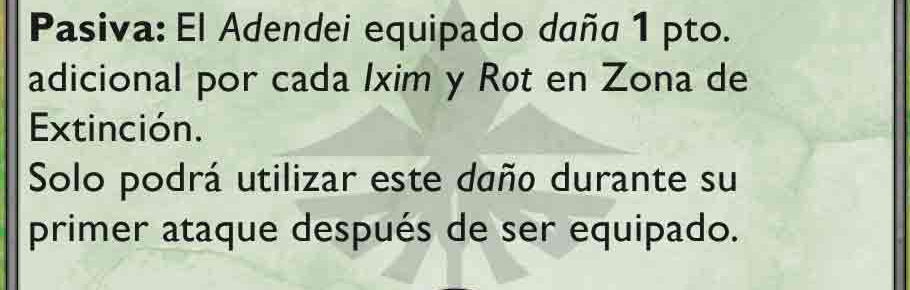 Pasiva: El Adendei equipado daña 1 pto.
adicional por cada Ixim y Rot en Zona de
Extinción.
Solo podrá utilizar este daño durante su
primer ataque después de ser equipado.